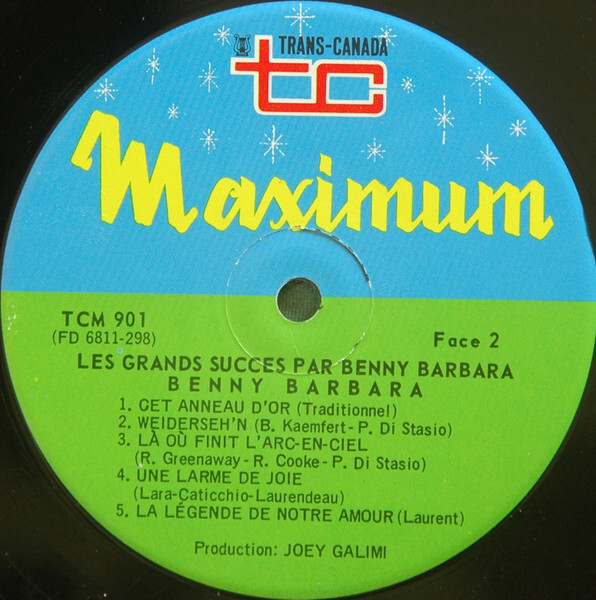 TRANS-CANADA
tc
Maximum
TCM 901
(FD 6811-298)
Face 2
LES GRANDS SUCCES PAR BENNY BARBARA
BENNY BARBARA
1. CET ANNEAU D'OR (Traditionnel)
2. WEIDERSEH'N (B. Kaemfert - P. Di Stasio)
3. LÀ OÙ FINIT L'ARC-EN-CIEL
(R. Greenaway - R. Cooke - P. Di Stasio)
4. UNE LARME DE JOIE
(Lara-Caticchio-Laurendeau)
5. LA LÉGENDE DE NOTRE AMOUR (Laurent)
Production: JOEY GALIMI